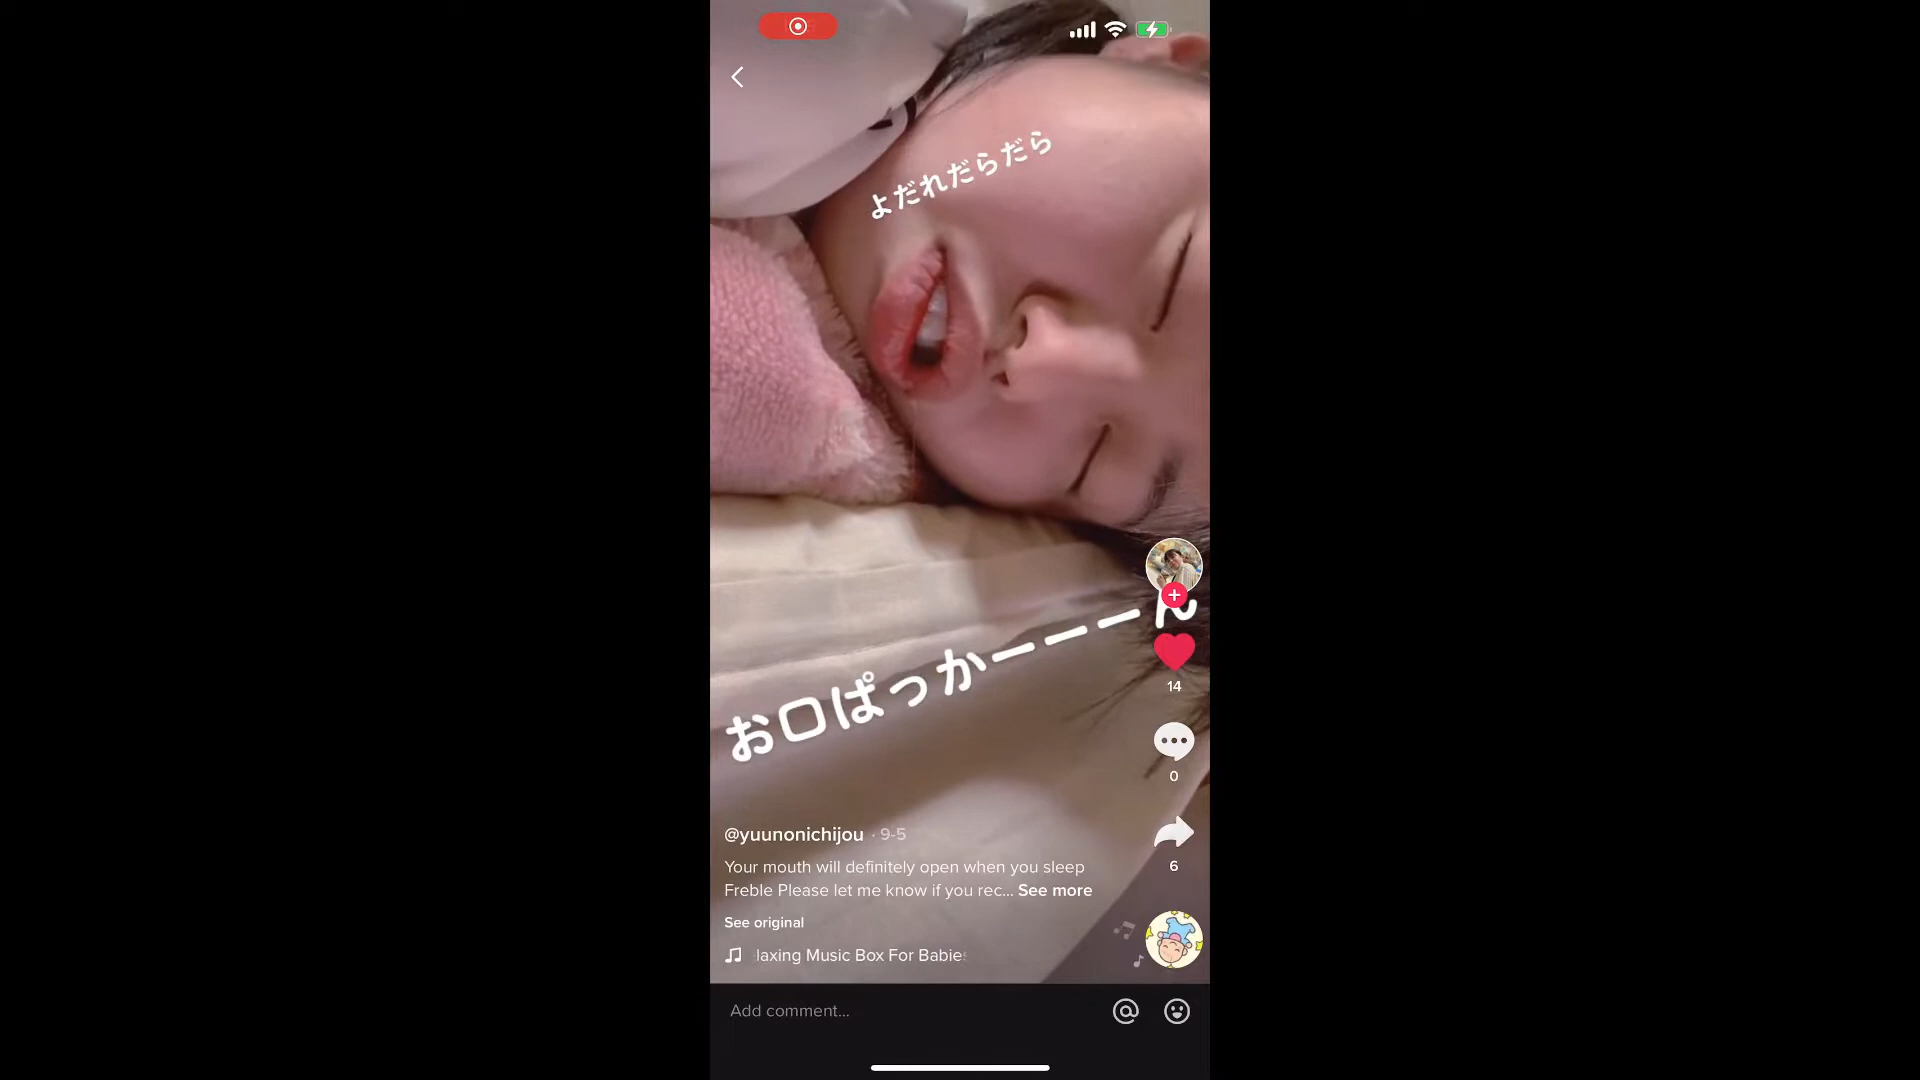 よだれだらだら
お口ぱっかーーーん
@yuunonichijou · 9-5
Your mouth will definitely open when you sleep
Freble Please let me know if you rec... See more
See original
laxing Music Box For Babies
14
0
6
Add comment...